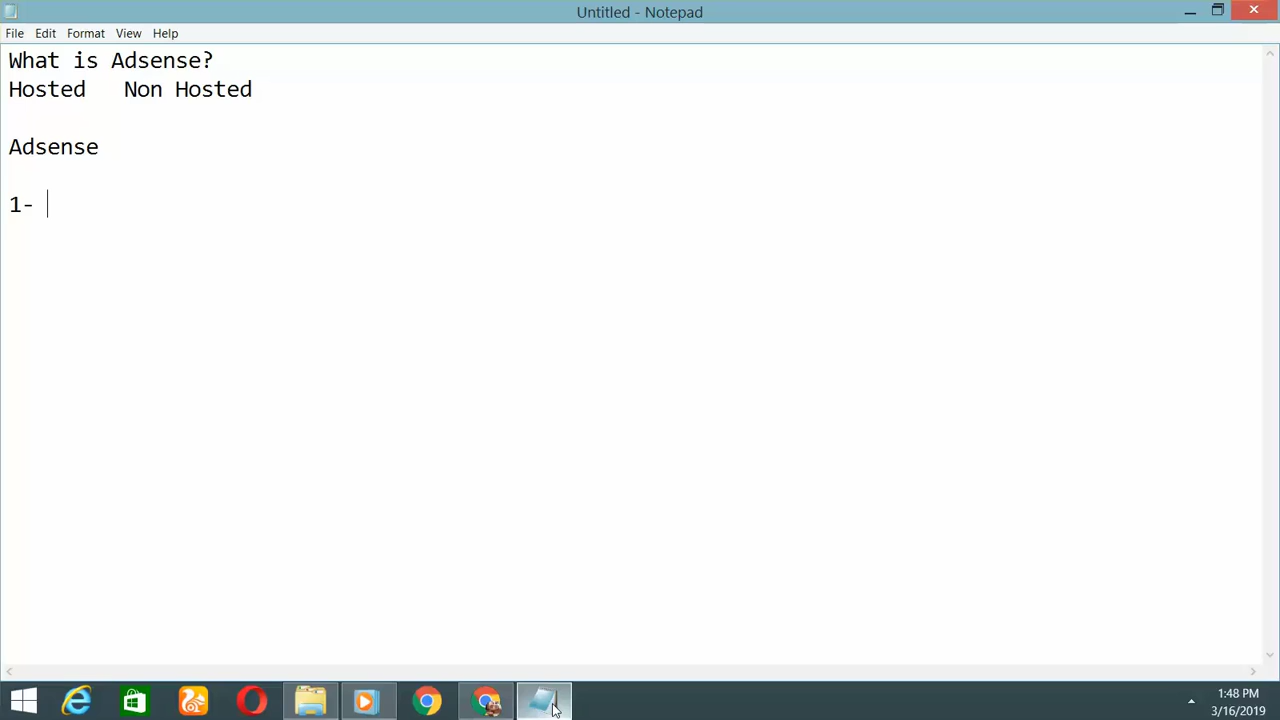 Untitled - Notepad
File Edit Format View Help
What is Adsense?
Hosted   Non Hosted
Adsense
1-
1:48 PM
3/16/2019